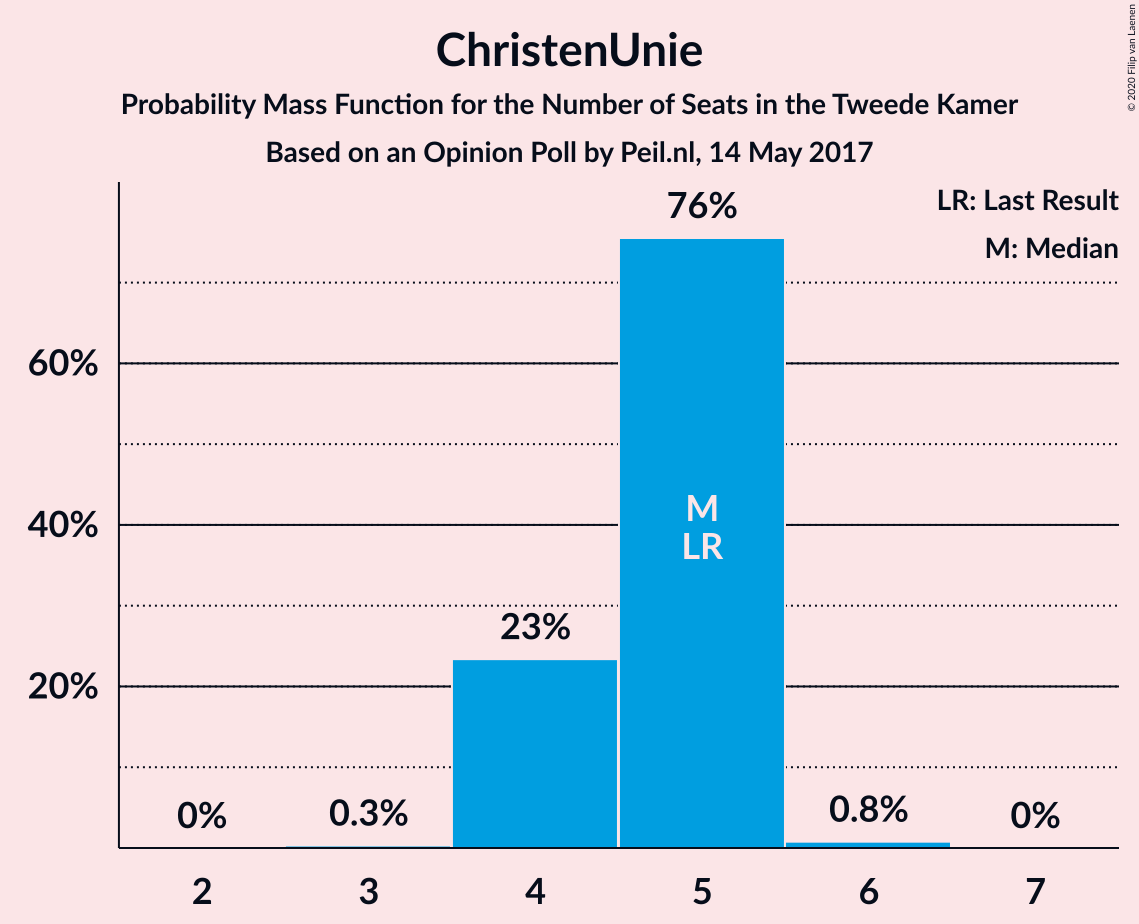 ChristenUnie
Probability Mass Function for the Number of Seats in the Tweede Kamer
Based on an Opinion Poll by Peil.nl, 14 May 2017
© 2020 Filip van Laenen
LR: Last Result
M: Median
60%
40%
20%
0%
0.3%
23%
76%
0.8%
0%
M
LR
2
3
4
5
6
7